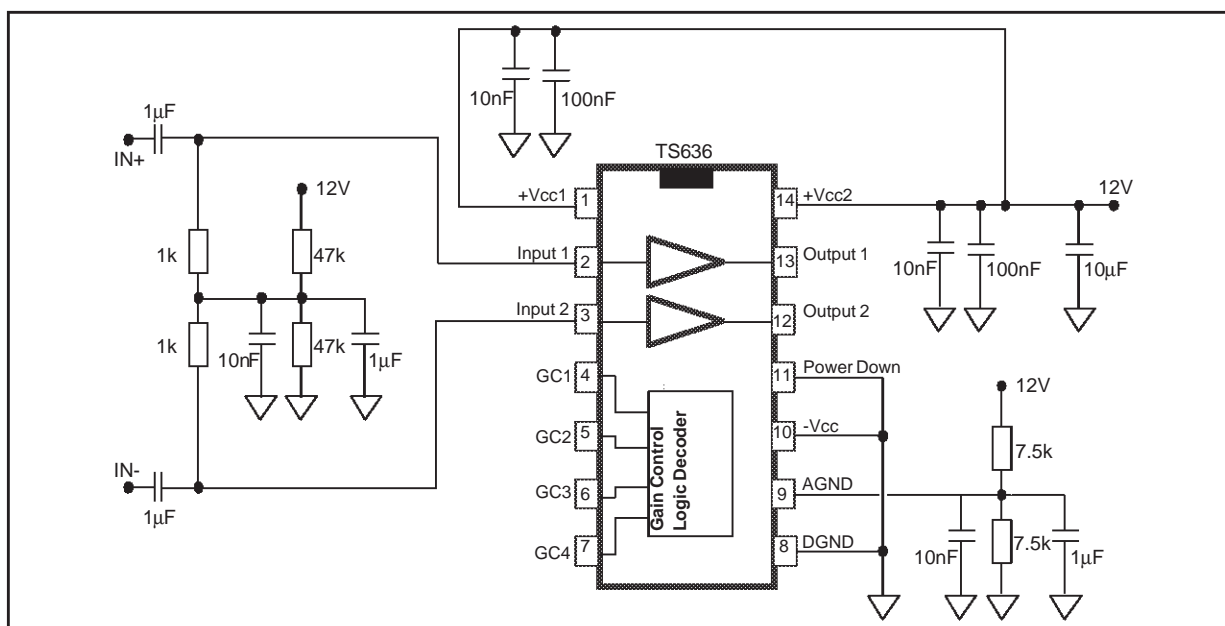 10nF
100nF
1µF
IN+
TS636
12V
+Vcc1
1
14
+Vcc2
12V
1k
47k
Input 1
2
13
Output 1
10nF
100nF
10µF
Input 2
3
12
Output 2
1k
10nF
47k
1µF
GC1
4
11
Power Down
12V
GC2
5
10
-Vcc
7.5k
IN-
1µF
GC3
6
9
AGND
Gain Control
Logic Decoder
GC4
7
8
DGND
10nF
7.5k
1µF